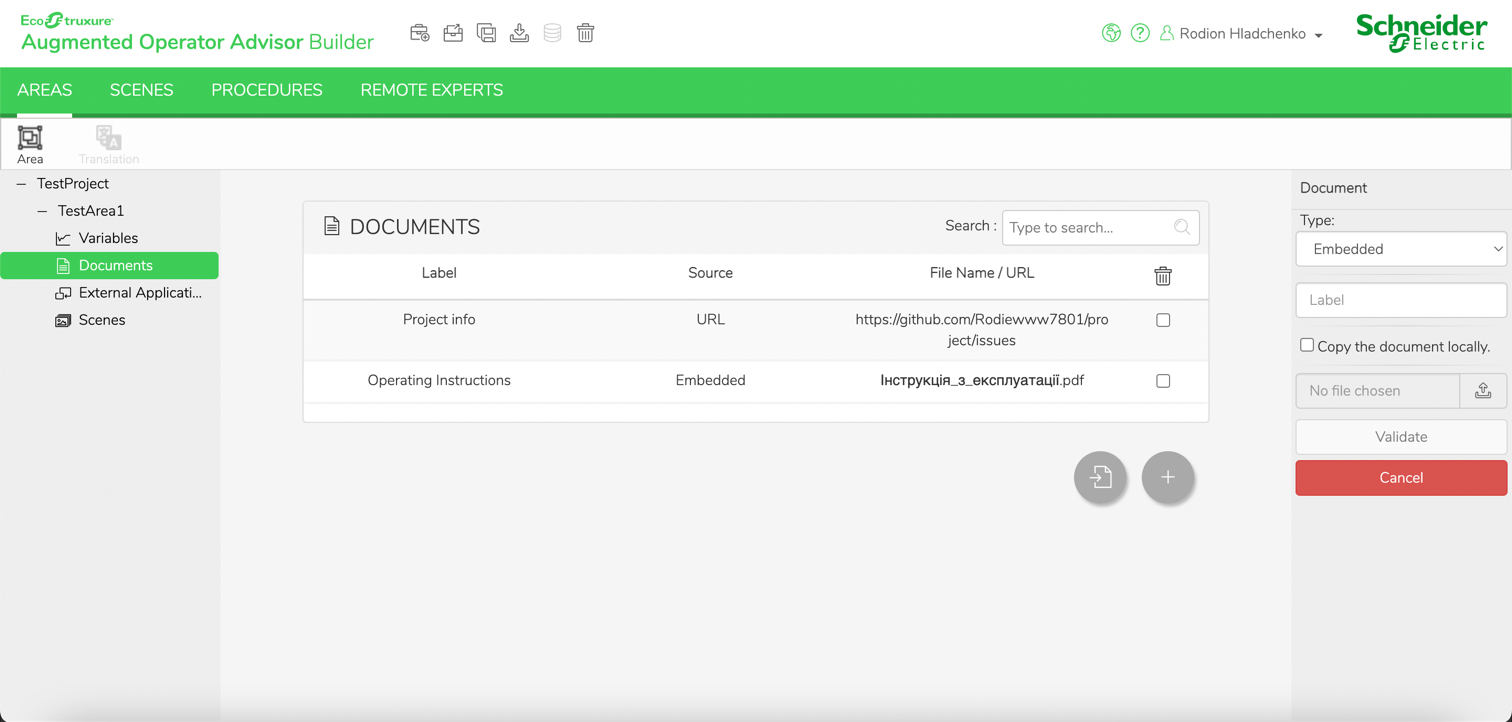 EcoStruxure
Augmented Operator Advisor Builder
Rodion Hladchenko
Schneider
Electric
AREAS SCENES PROCEDURES REMOTE EXPERTS
Area Translation
TestProject
TestArea1
Variables
Documents
External Applicati...
Scenes
DOCUMENTS
Search :
Type to search...
Label Source File Name / URL
Project info URL https://github.com/Rodiewww7801/pro
ject/issues
Operating Instructions Embedded Інструкція_з_експлуатації.pdf
Document
Type:
Embedded
Label
Copy the document locally.
No file chosen
Validate
Cancel